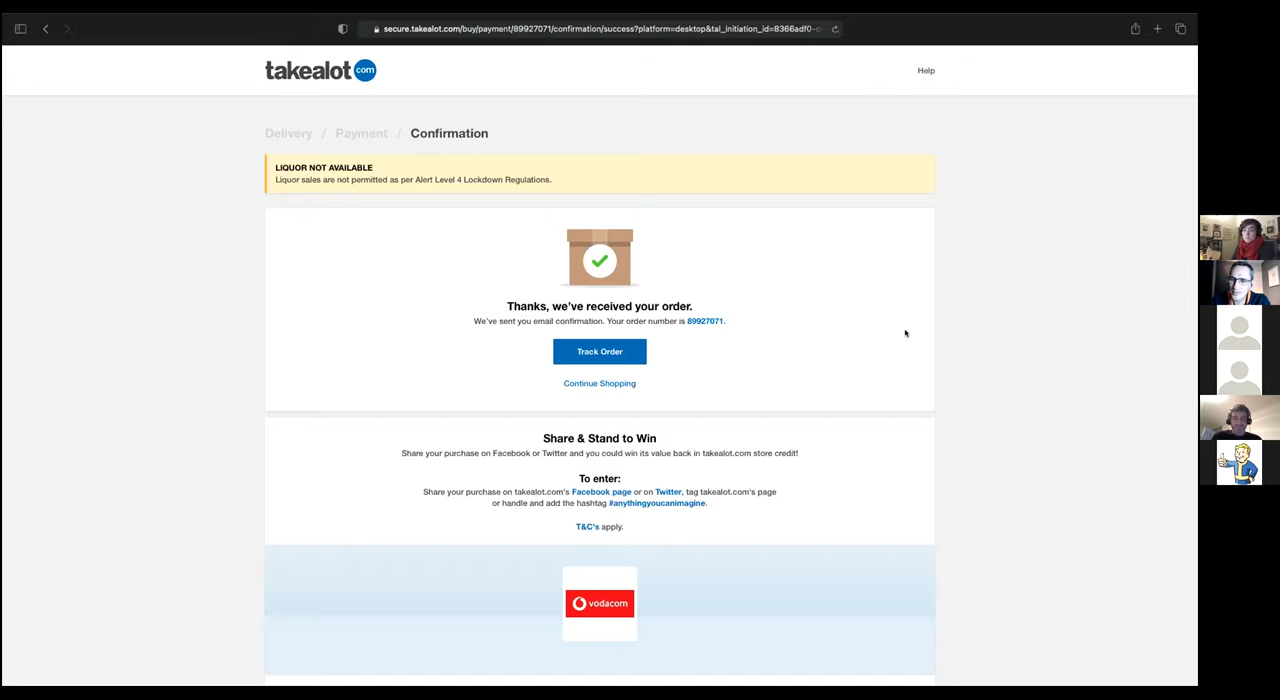 secure.takealot.com/buy/payment/89927071/confirmation/success?platform=desktop&tal_initiation_id=8366adf0-
takealot com
Help
Delivery / Payment / Confirmation
LIQUOR NOT AVAILABLE
Liquor sales are not permitted as per Alert Level 4 Lockdown Regulations.
Thanks, we've received your order.
We've sent you email confirmation. Your order number is 89927071.
Track Order
Continue Shopping
Share & Stand to Win
Share your purchase on Facebook or Twitter and you could win its value back in takealot.com store credit!
To enter:
Share your purchase on takealot.com's Facebook page or on Twitter, tag takealot.com's page
or handle and add the hashtag #anythingyoucanimagine.
T&C's apply.
vodacom